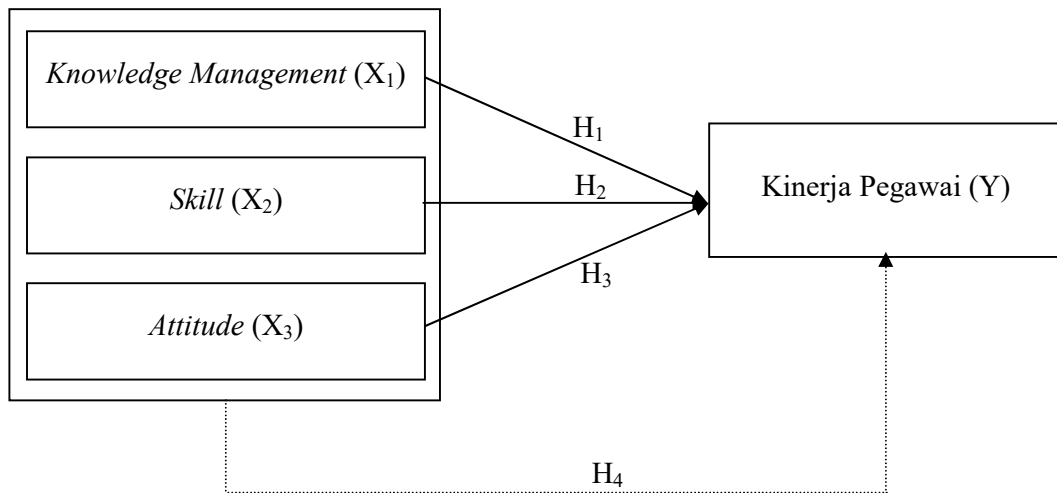 Knowledge Management (X₁)
H₁
Skill (X₂)
H₂
Kinerja Pegawai (Y)
H₃
Attitude (X₃)
H₄